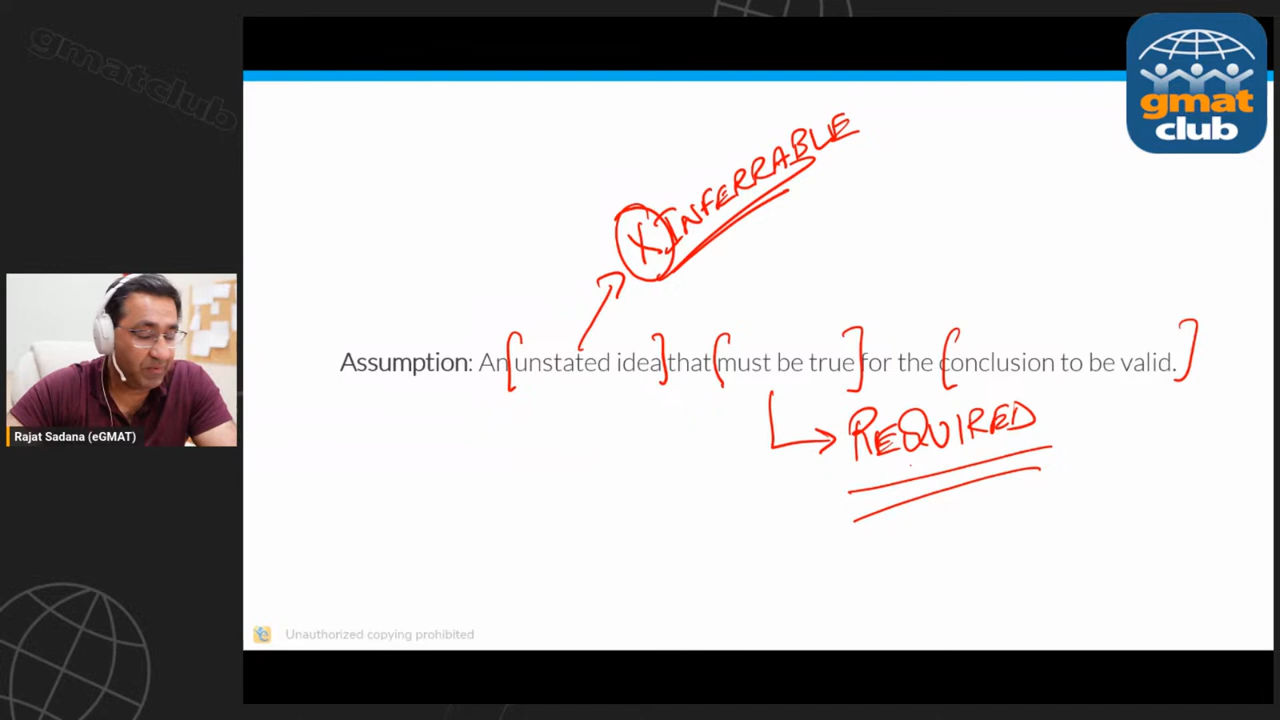 gmatclub
gmat
club
X INFERRABLE
Assumption: An [unstated idea] that [must be true] for the [conclusion to be valid.]
REQUIRED
Rajat Sadana (eGMAT)
Unauthorized copying prohibited